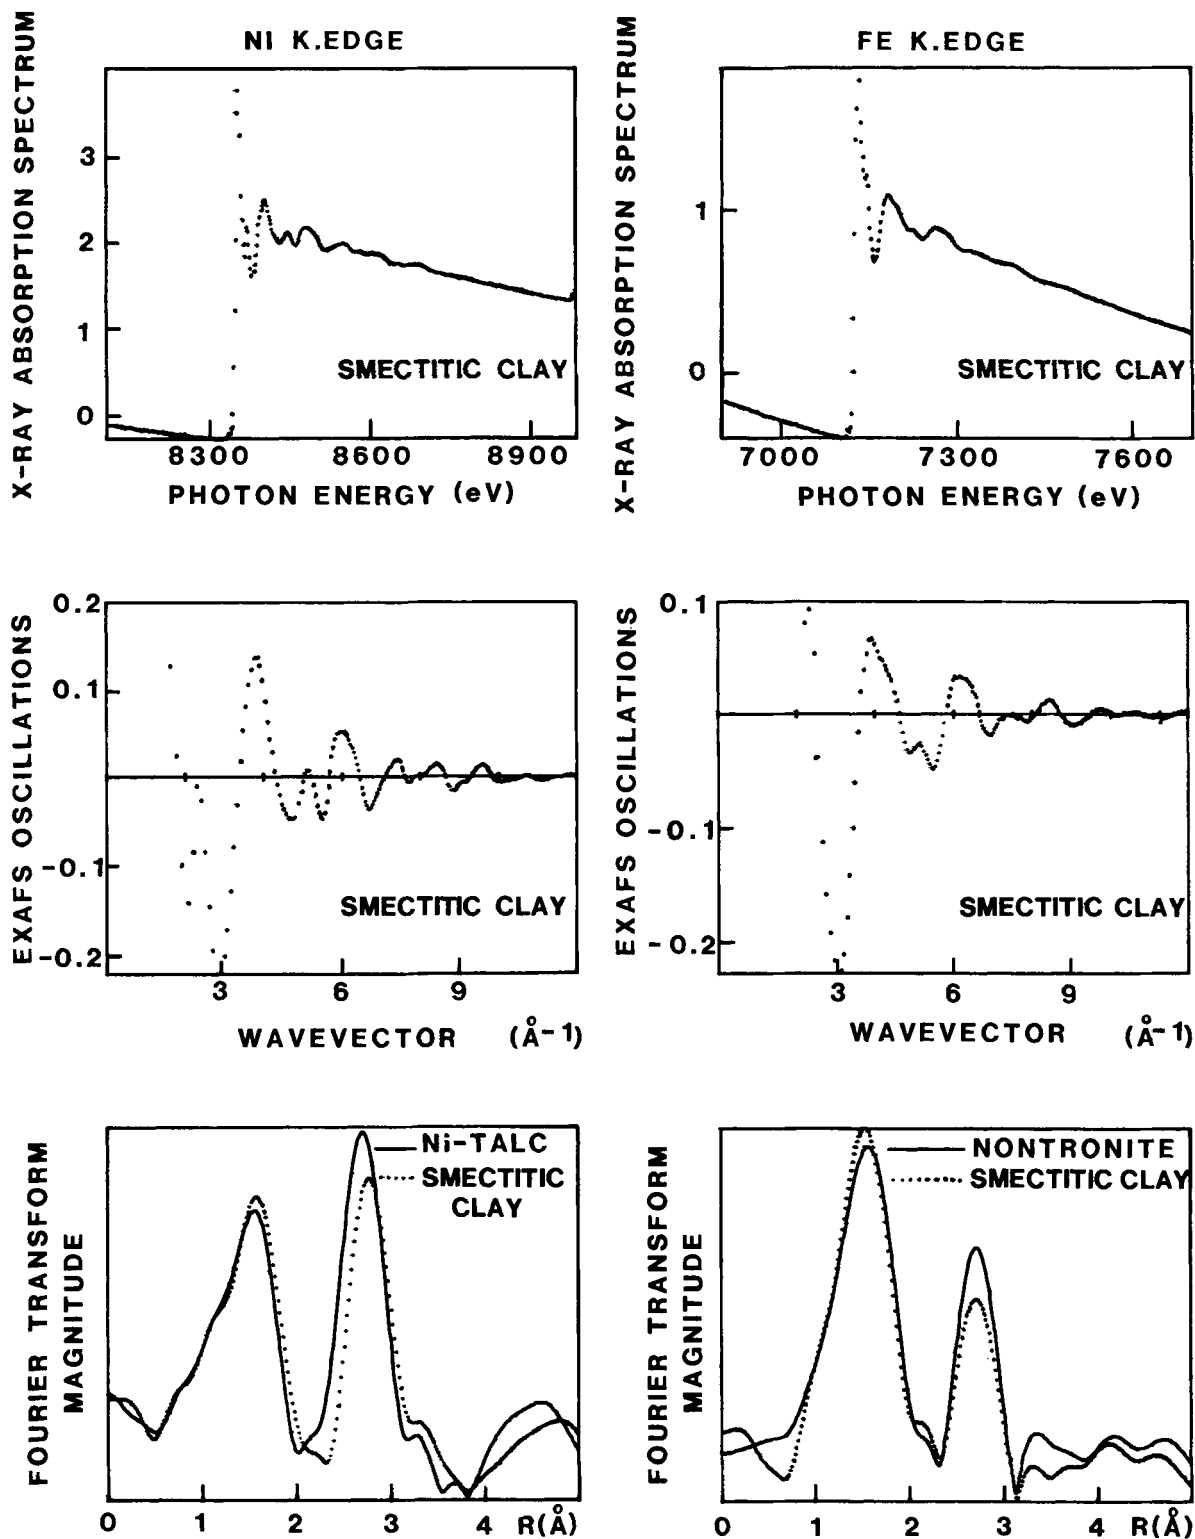 NI K.EDGE
X-RAY ABSORPTION SPECTRUM
3
2
1
0
SMECTITIC CLAY
8300 8600 8900
PHOTON ENERGY (eV)
FE K.EDGE
X-RAY ABSORPTION SPECTRUM
1
0
SMECTITIC CLAY
7000 7300 7600
PHOTON ENERGY (eV)
EXAFS OSCILLATIONS
0.2
0.1
-0.1
-0.2
SMECTITIC CLAY
3 6 9
WAVEVECTOR (Å-1)
EXAFS OSCILLATIONS
0.1
-0.1
-0.2
SMECTITIC CLAY
3 6 9
WAVEVECTOR (Å-1)
FOURIER TRANSFORM
MAGNITUDE
Ni-TALC
SMECTITIC
CLAY
0 1 2 3 4 R(Å)
FOURIER TRANSFORM
MAGNITUDE
NONTRONITE
SMECTITIC CLAY
0 1 2 3 4 R(Å)